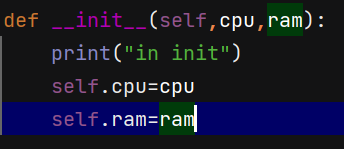 def __init__(self,cpu,ram):
    print("in init")
    self.cpu=cpu
    self.ram=ram